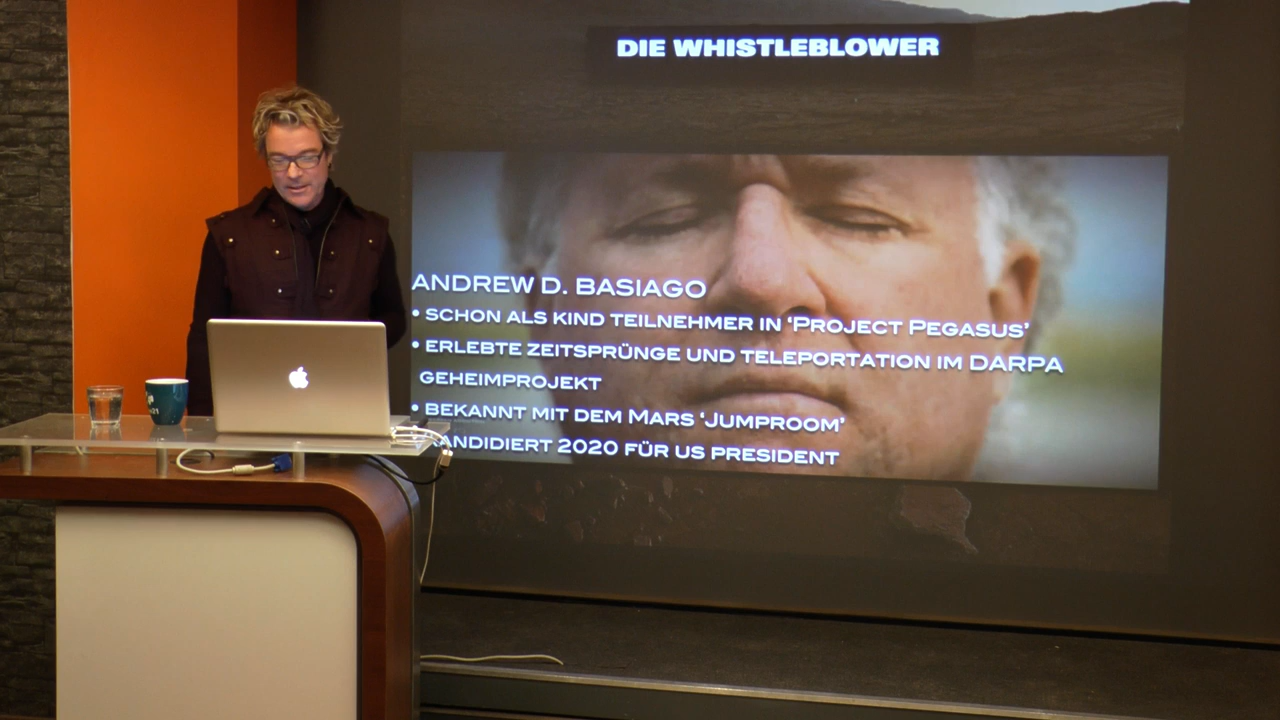 DIE WHISTLEBLOWER
ANDREW D. BASIAGO
• SCHON ALS KIND TEILNEHMER IN ‘PROJECT PEGASUS’
• ERLEBTE ZEITSPRÜNGE UND TELEPORTATION IM DARPA
GEHEIMPROJEKT
• BEKANNT MIT DEM MARS ‘JUMPROOM’
KANDIDIERT 2020 FÜR US PRESIDENT